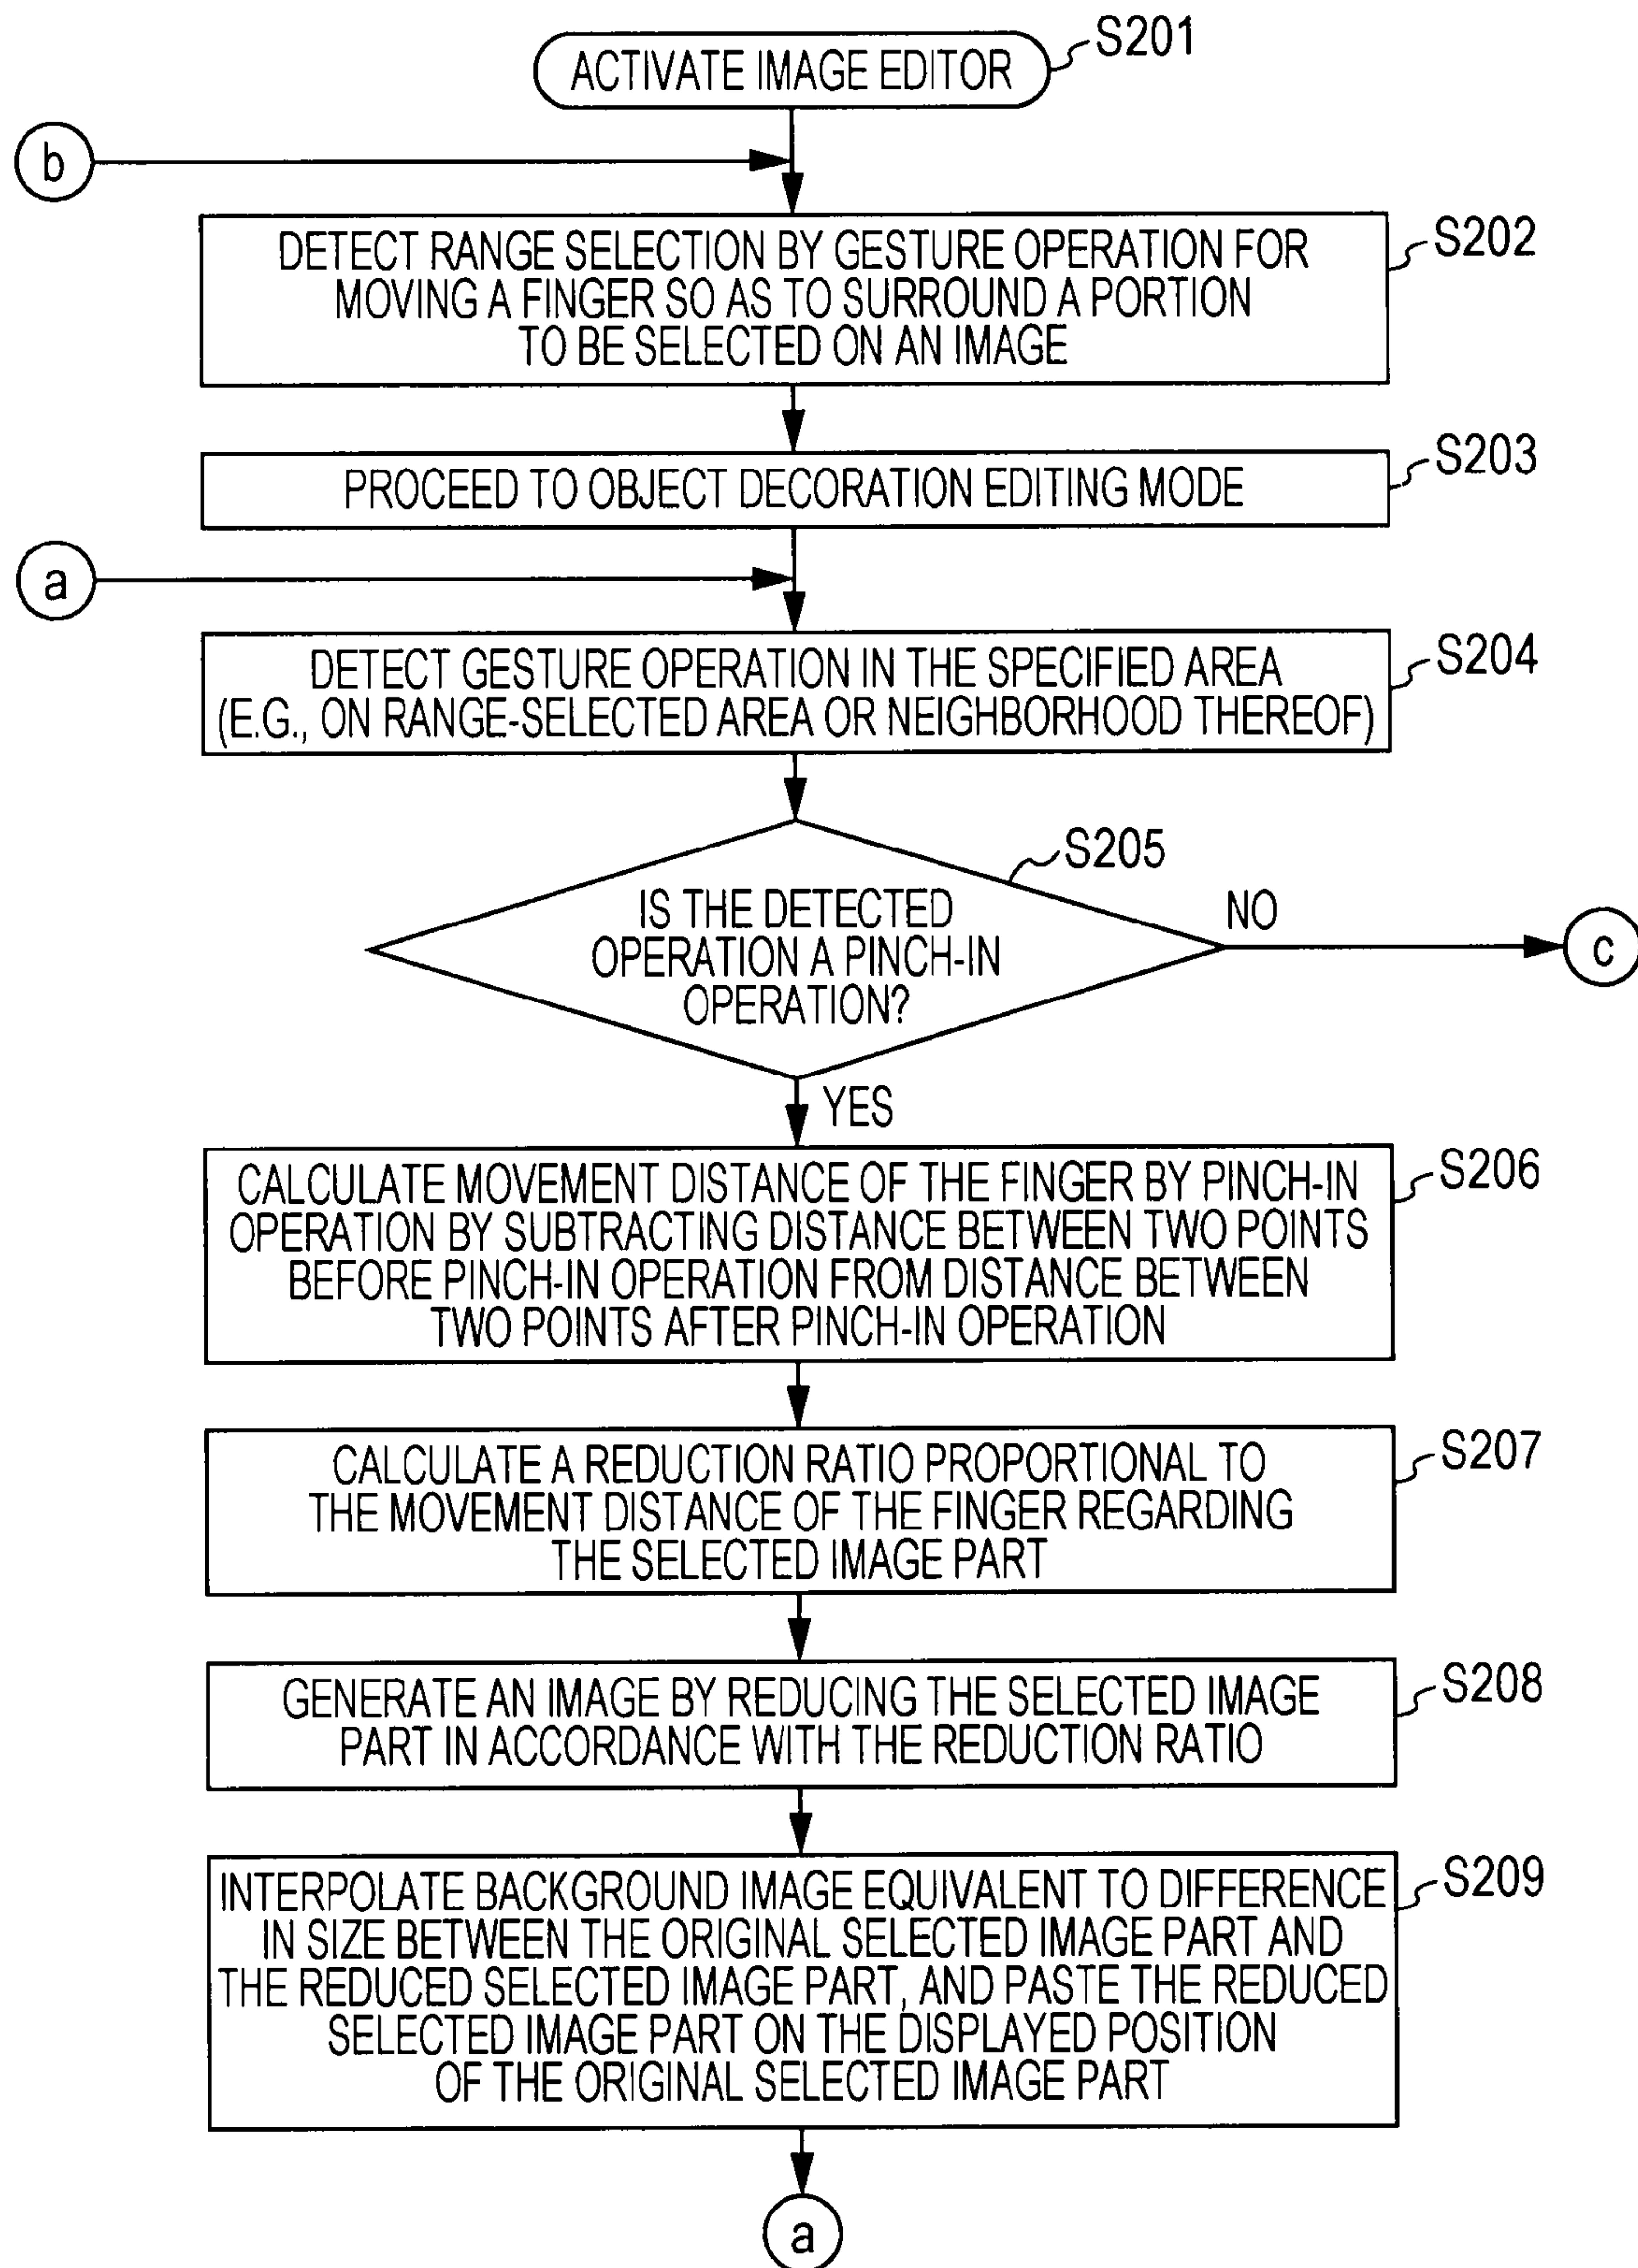 ACTIVATE IMAGE EDITOR
S201
b
DETECT RANGE SELECTION BY GESTURE OPERATION FOR
MOVING A FINGER SO AS TO SURROUND A PORTION
TO BE SELECTED ON AN IMAGE
S202
PROCEED TO OBJECT DECORATION EDITING MODE
S203
a
DETECT GESTURE OPERATION IN THE SPECIFIED AREA
(E.G., ON RANGE-SELECTED AREA OR NEIGHBORHOOD THEREOF)
S204
IS THE DETECTED
OPERATION A PINCH-IN
OPERATION?
S205
NO
c
YES
CALCULATE MOVEMENT DISTANCE OF THE FINGER BY PINCH-IN
OPERATION BY SUBTRACTING DISTANCE BETWEEN TWO POINTS
BEFORE PINCH-IN OPERATION FROM DISTANCE BETWEEN
TWO POINTS AFTER PINCH-IN OPERATION
S206
CALCULATE A REDUCTION RATIO PROPORTIONAL TO
THE MOVEMENT DISTANCE OF THE FINGER REGARDING
THE SELECTED IMAGE PART
S207
GENERATE AN IMAGE BY REDUCING THE SELECTED IMAGE
PART IN ACCORDANCE WITH THE REDUCTION RATIO
S208
INTERPOLATE BACKGROUND IMAGE EQUIVALENT TO DIFFERENCE
IN SIZE BETWEEN THE ORIGINAL SELECTED IMAGE PART AND
THE REDUCED SELECTED IMAGE PART, AND PASTE THE REDUCED
SELECTED IMAGE PART ON THE DISPLAYED POSITION
OF THE ORIGINAL SELECTED IMAGE PART
S209
a